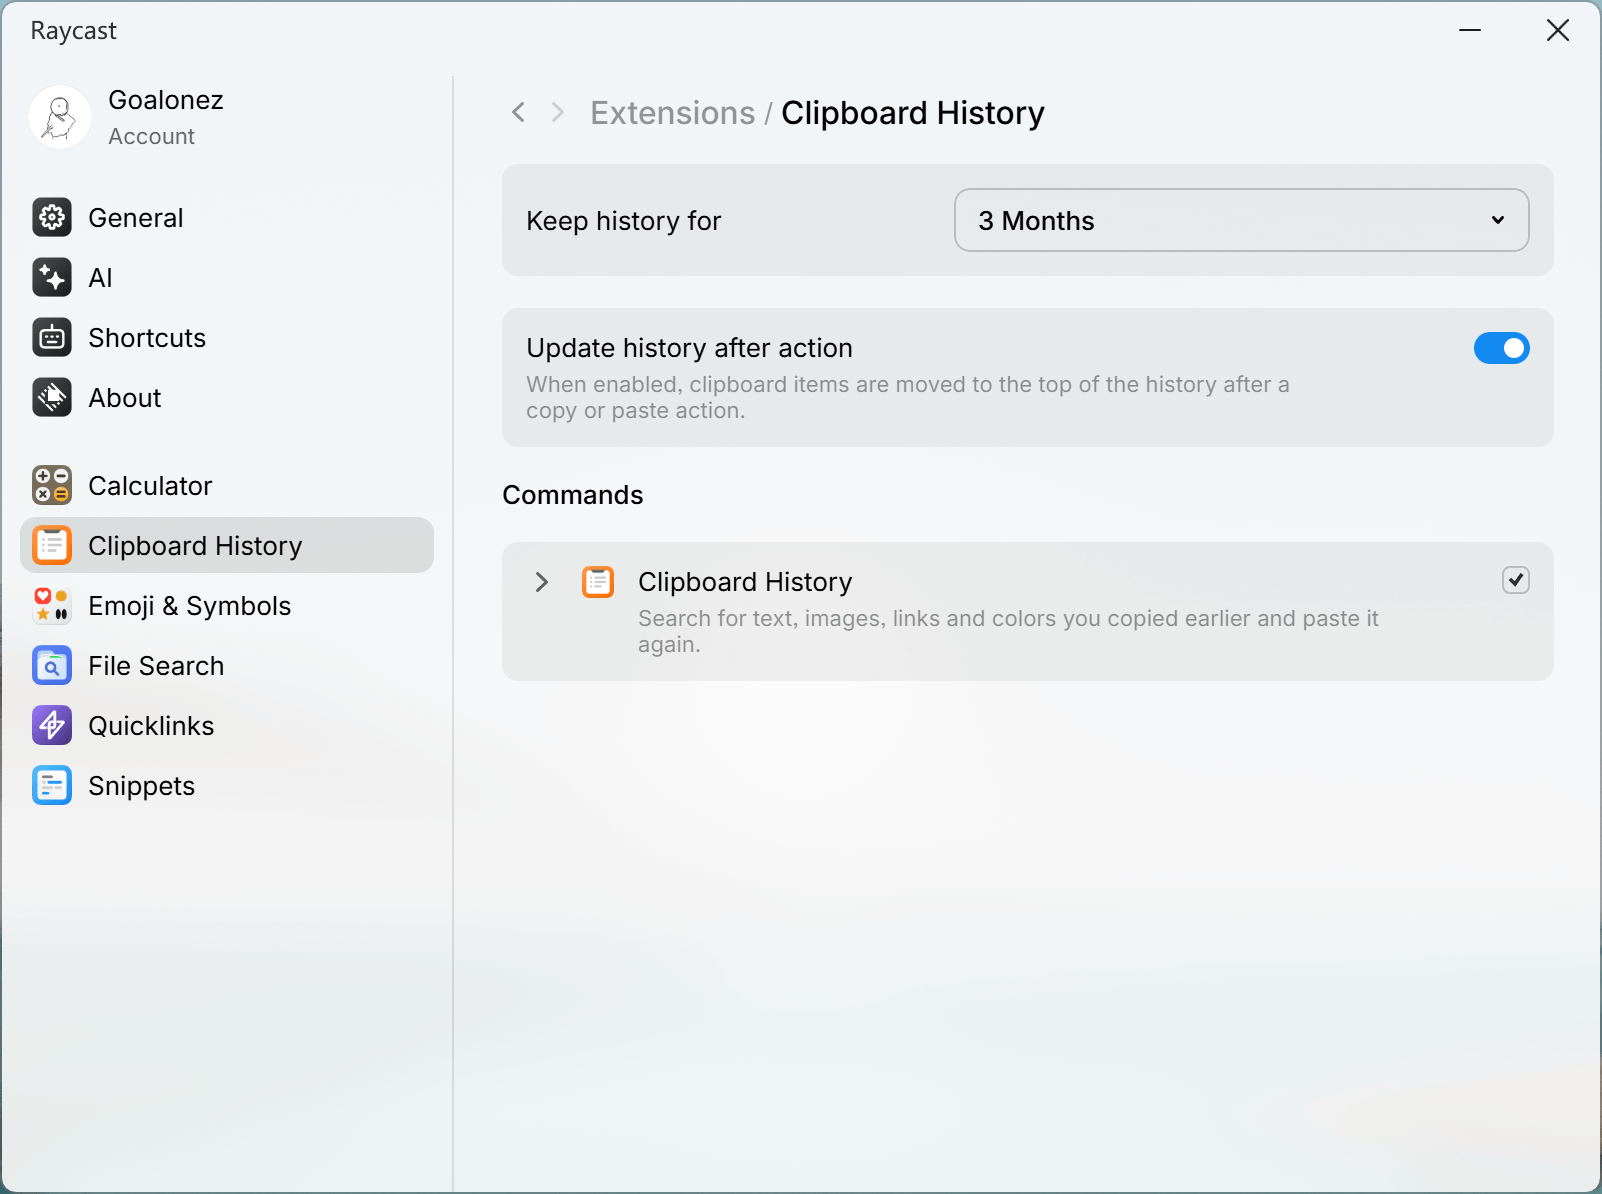 Raycast
Goalonez
Account
General
AI
Shortcuts
About
Calculator
Clipboard History
Emoji & Symbols
File Search
Quicklinks
Snippets
Extensions / Clipboard History
Keep history for
3 Months
Update history after action
When enabled, clipboard items are moved to the top of the history after a
copy or paste action.
Commands
Clipboard History
Search for text, images, links and colors you copied earlier and paste it
again.